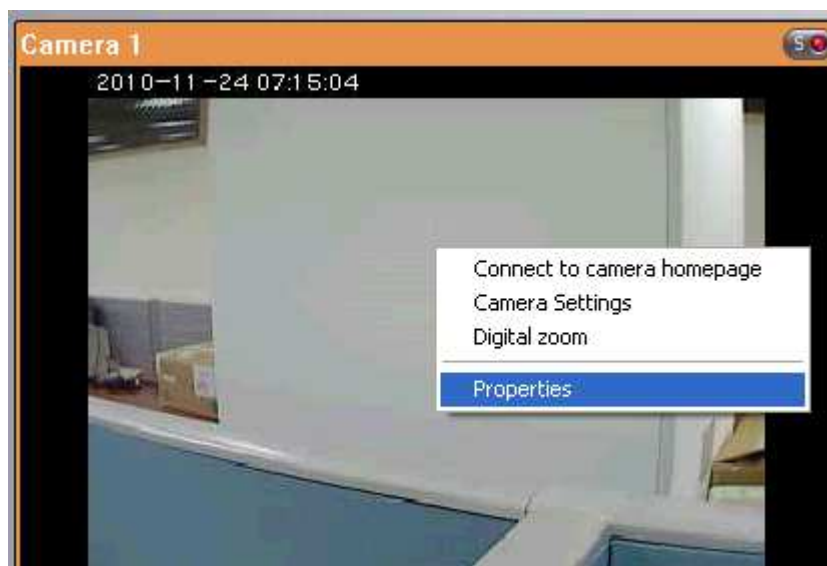 Camera 1
S
2010-11-24 07:15:04
Connect to camera homepage
Camera Settings
Digital zoom
Properties